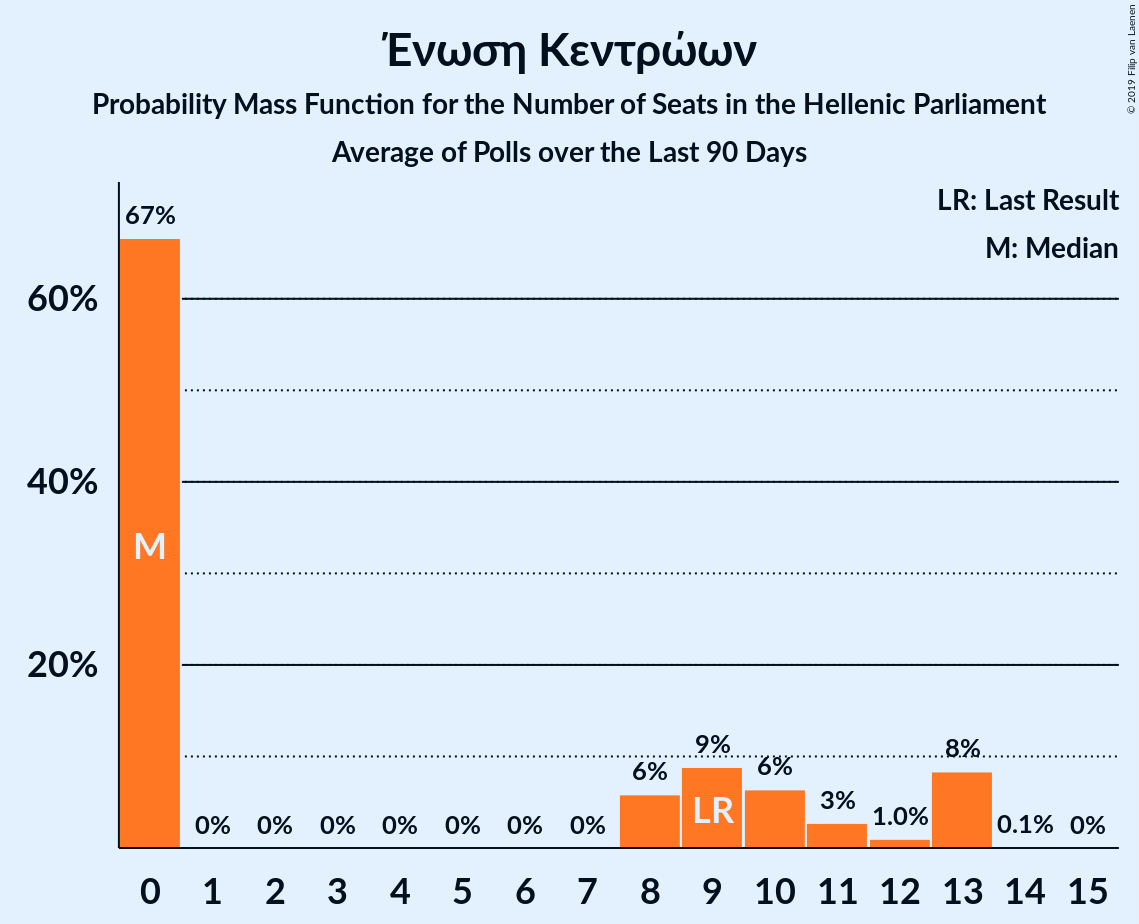 Ένωση Κεντρώων
Probability Mass Function for the Number of Seats in the Hellenic Parliament
Average of Polls over the Last 90 Days
© 2019 Filip van Laenen
LR: Last Result
M: Median
67%
60%
40%
M
20%
9%
8%
6%
6%
3%
LR
1.0%
0% 0% 0% 0% 0% 0% 0% 0.1% 0%
0 1 2 3 4 5 6 7 8 9 10 11 12 13 14 15